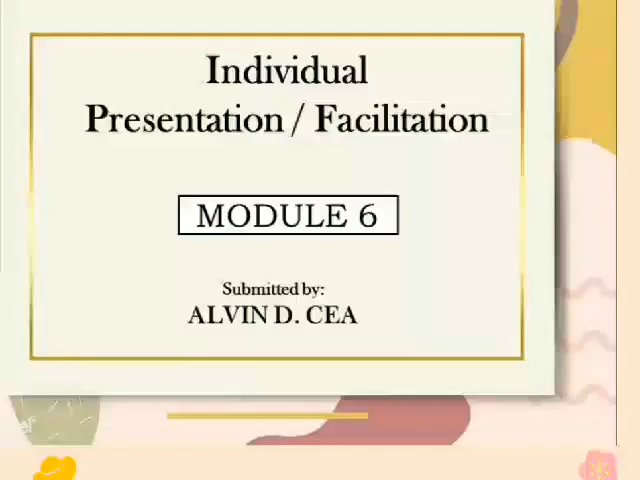 Individual
Presentation / Facilitation
MODULE 6
Submitted by:
ALVIN D. CEA